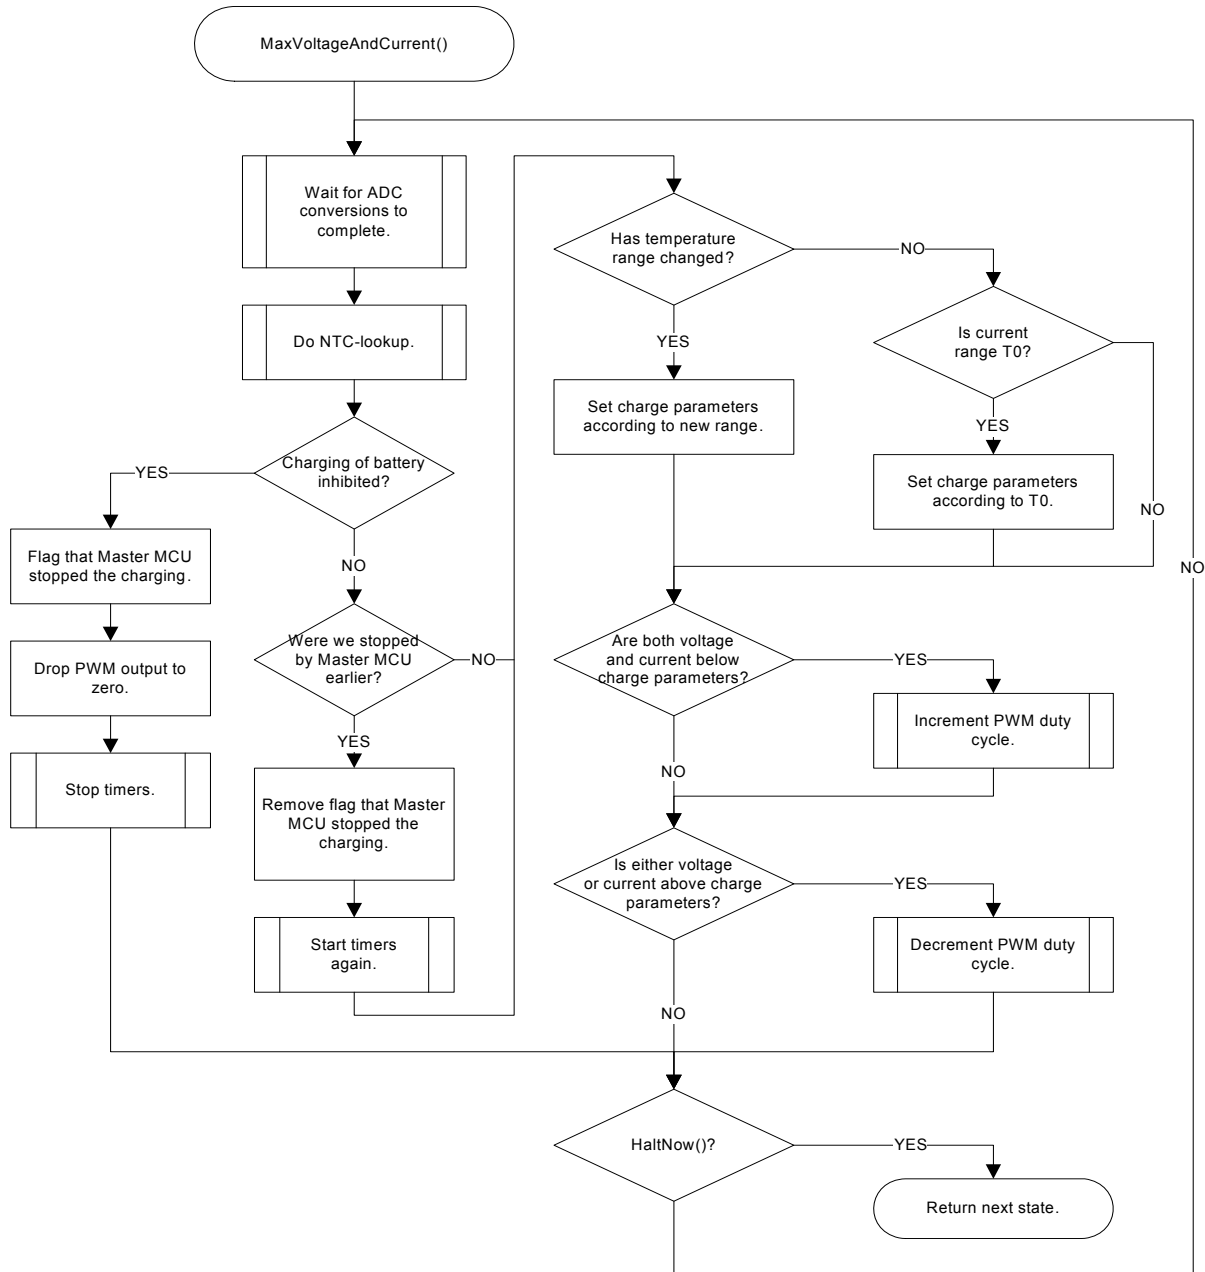 MaxVoltageAndCurrent()
Wait for ADC
conversions to
complete.
Do NTC-lookup.
Charging of battery
inhibited?
YES
Flag that Master MCU
stopped the charging.
Drop PWM output to
zero.
Stop timers.
NO
Were we stopped
by Master MCU
earlier?
NO
YES
Remove flag that Master
MCU stopped the
charging.
Start timers
again.
Has temperature
range changed?
NO
YES
Set charge parameters
according to new range.
Is current
range T0?
YES
NO
Set charge parameters
according to T0.
Are both voltage
and current below
charge parameters?
YES
Increment PWM duty
cycle.
NO
Is either voltage
or current above charge
parameters?
YES
Decrement PWM duty
cycle.
NO
HaltNow()?
YES
Return next state.
NO